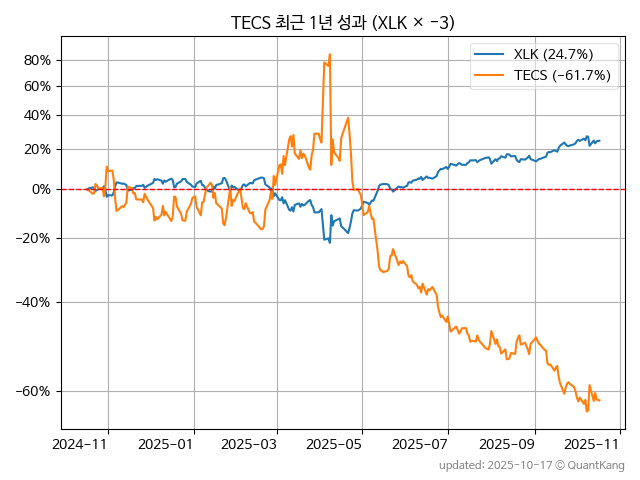 TECS 최근 1년 성과 (XLK × −3)
XLK (24.7%)
TECS (−61.7%)
80%
60%
40%
20%
0%
−20%
−40%
−60%
2024-11 2025-01 2025-03 2025-05 2025-07 2025-09 2025-11
updated: 2025-10-17 © QuantKang